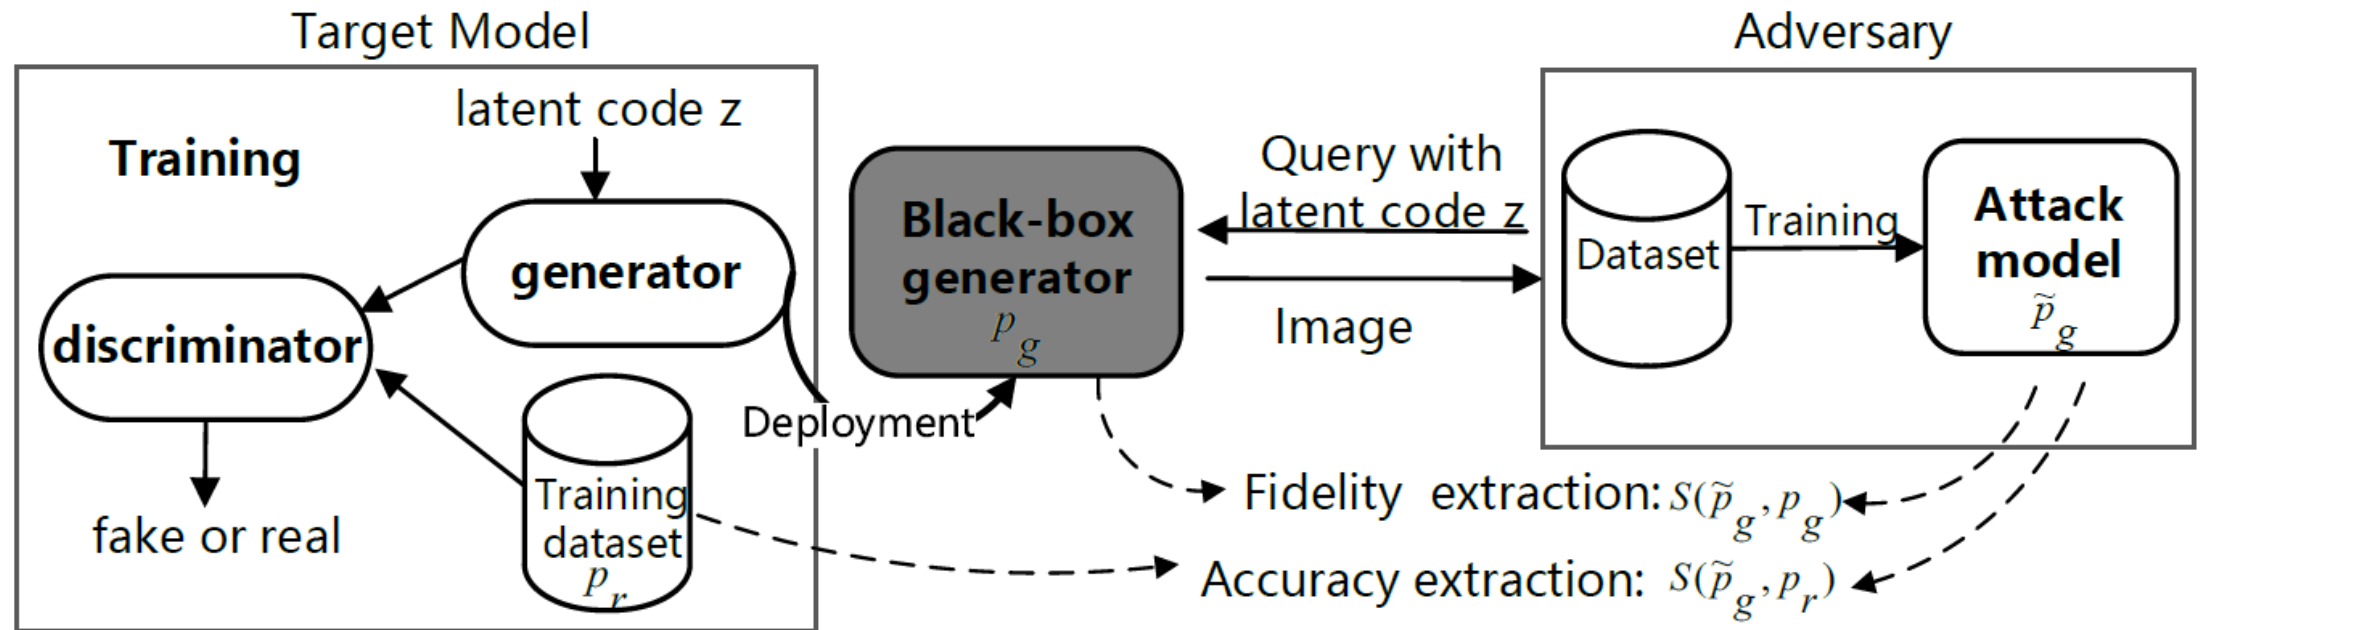 Target Model
Training
latent code z
generator
discriminator
fake or real
Training
dataset
p_r
Deployment
Black-box
generator
p_g
Query with
latent code z
Image
Adversary
Dataset
Training
Attack
model
p̃_g
Fidelity extraction: S(p̃_g, p_g)
Accuracy extraction: S(p̃_g, p_r)